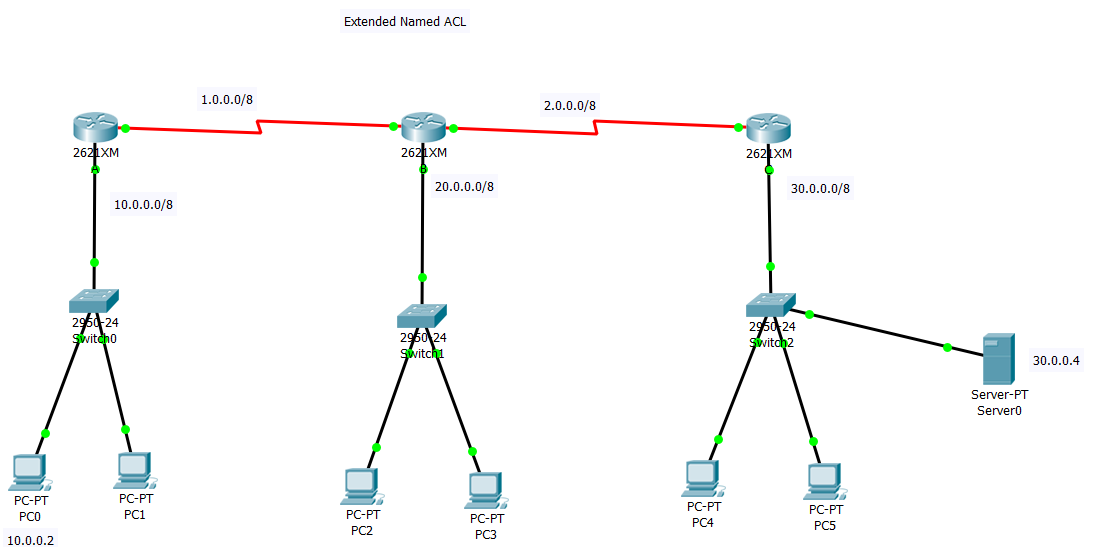 Extended Named ACL
1.0.0.0/8
2.0.0.0/8
2621XM
A
2621XM
B
2621XM
C
10.0.0.0/8
20.0.0.0/8
30.0.0.0/8
2950-24
Switch0
2950-24
Switch1
2950-24
Switch2
30.0.0.4
Server-PT
Server0
PC-PT
PC0
10.0.0.2
PC-PT
PC1
PC-PT
PC2
PC-PT
PC3
PC-PT
PC4
PC-PT
PC5